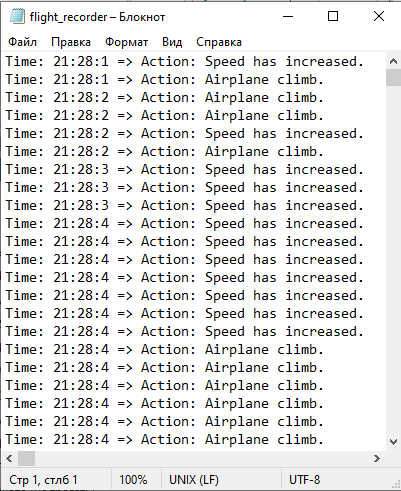 flight_recorder – Блокнот
Файл Правка Формат Вид Справка
Time: 21:28:1 => Action: Speed has increased.
Time: 21:28:1 => Action: Airplane climb.
Time: 21:28:2 => Action: Airplane climb.
Time: 21:28:2 => Action: Airplane climb.
Time: 21:28:2 => Action: Speed has increased.
Time: 21:28:2 => Action: Airplane climb.
Time: 21:28:3 => Action: Speed has increased.
Time: 21:28:3 => Action: Speed has increased.
Time: 21:28:3 => Action: Speed has increased.
Time: 21:28:4 => Action: Speed has increased.
Time: 21:28:4 => Action: Speed has increased.
Time: 21:28:4 => Action: Speed has increased.
Time: 21:28:4 => Action: Speed has increased.
Time: 21:28:4 => Action: Speed has increased.
Time: 21:28:4 => Action: Speed has increased.
Time: 21:28:4 => Action: Speed has increased.
Time: 21:28:4 => Action: Airplane climb.
Time: 21:28:4 => Action: Airplane climb.
Time: 21:28:4 => Action: Airplane climb.
Time: 21:28:4 => Action: Airplane climb.
Time: 21:28:4 => Action: Airplane climb.
Time: 21:28:4 => Action: Airplane climb.
Стр 1, стлб 1 100% UNIX (LF) UTF-8